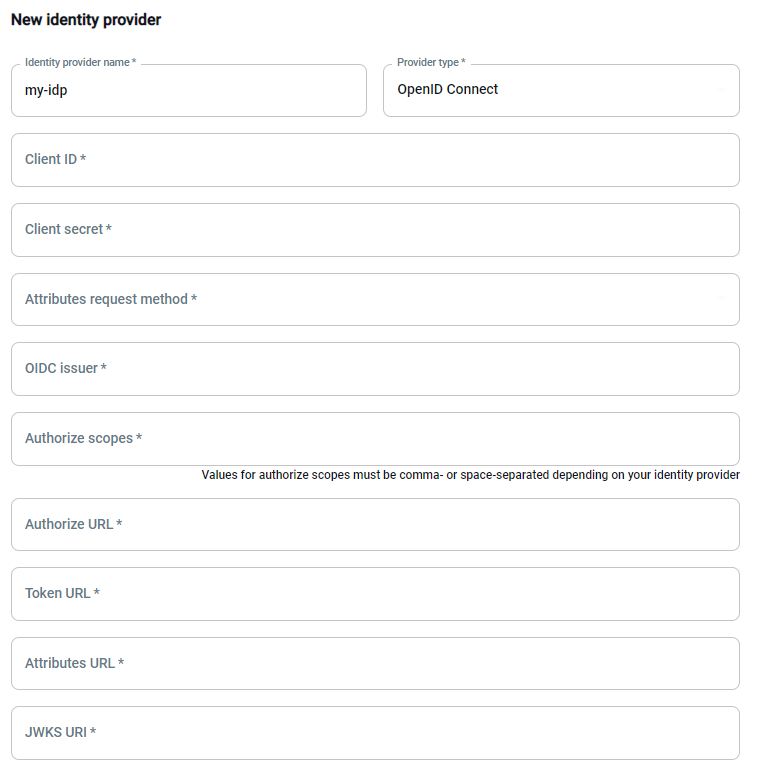 New identity provider
Identity provider name *
Provider type *
my-idp
OpenID Connect
Client ID *
Client secret *
Attributes request method *
OIDC issuer *
Authorize scopes *
Values for authorize scopes must be comma- or space-separated depending on your identity provider
Authorize URL *
Token URL *
Attributes URL *
JWKS URI *